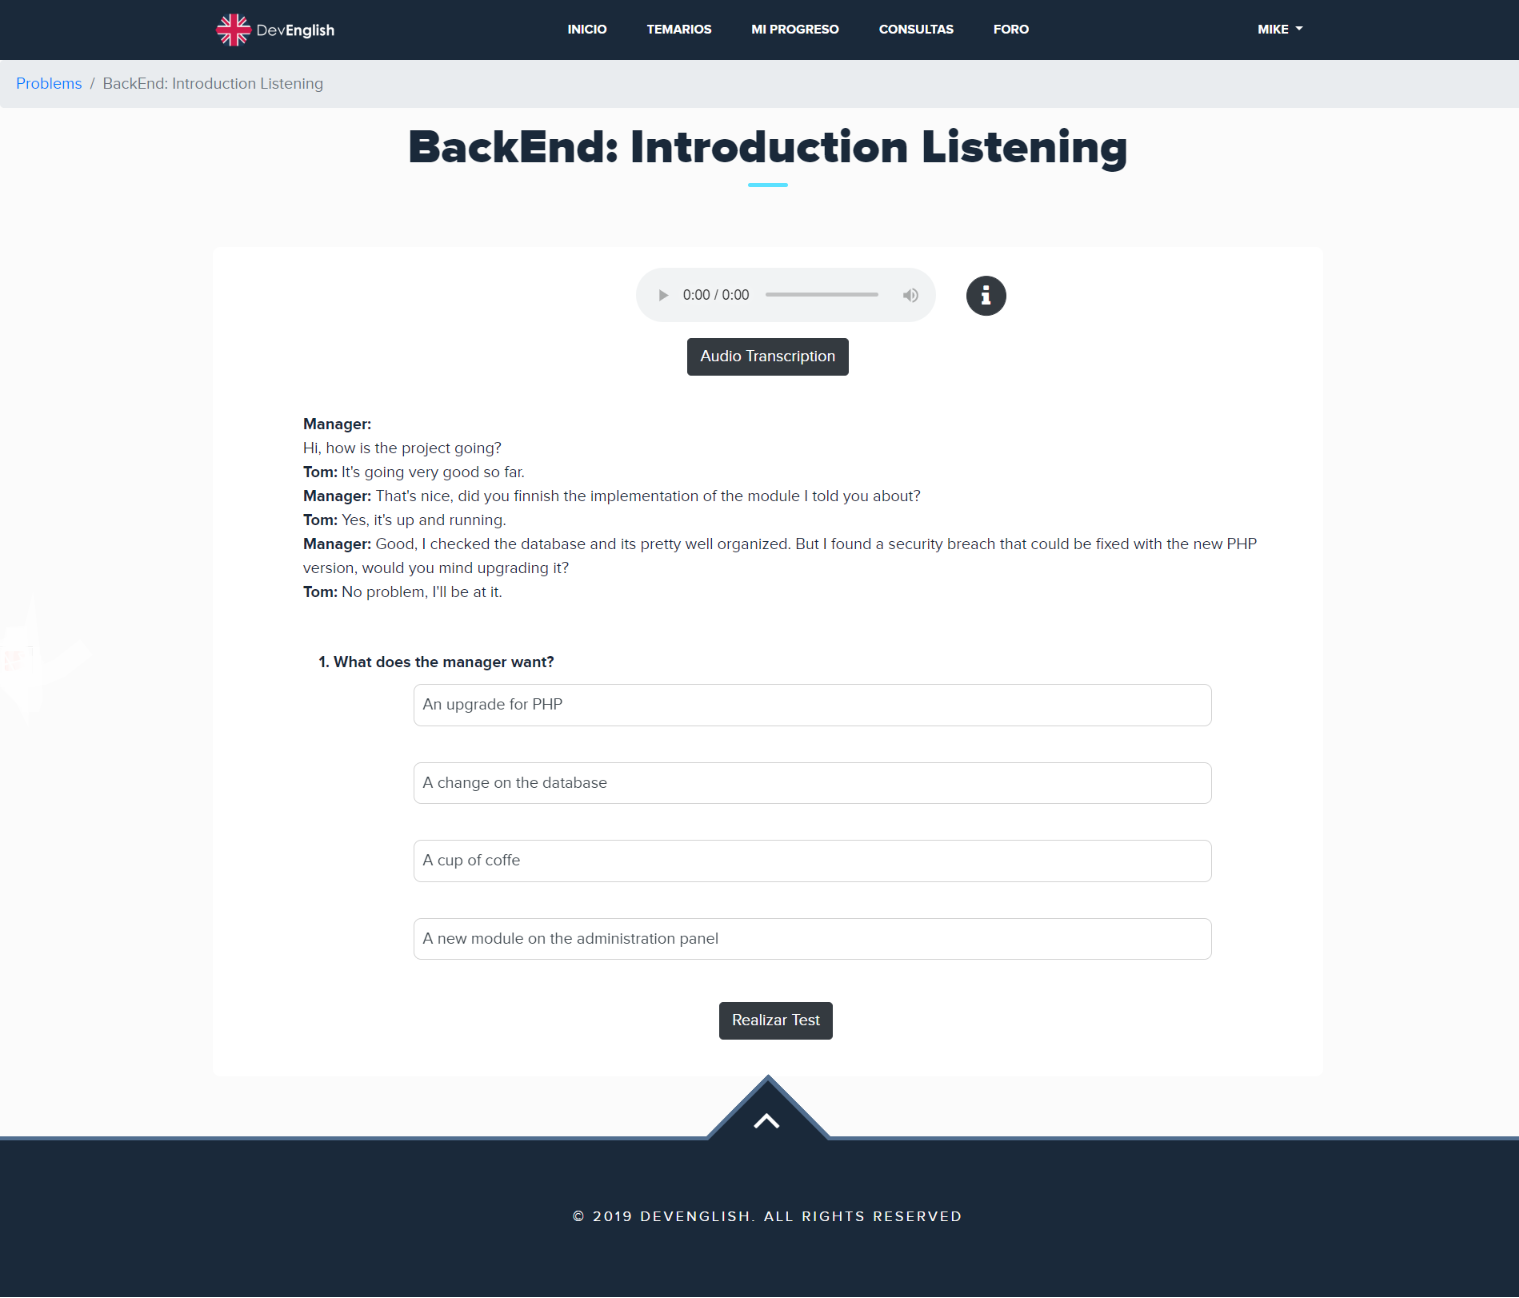 DevEnglish
INICIO TEMARIOS MI PROGRESO CONSULTAS FORO MIKE
Problems / BackEnd: Introduction Listening
BackEnd: Introduction Listening
0:00 / 0:00
Audio Transcription
Manager:
Hi, how is the project going?
Tom: It's going very good so far.
Manager: That's nice, did you finnish the implementation of the module I told you about?
Tom: Yes, it's up and running.
Manager: Good, I checked the database and its pretty well organized. But I found a security breach that could be fixed with the new PHP
version, would you mind upgrading it?
Tom: No problem, I'll be at it.
1. What does the manager want?
An upgrade for PHP
A change on the database
A cup of coffe
A new module on the administration panel
Realizar Test
© 2019 DEVENGLISH. ALL RIGHTS RESERVED